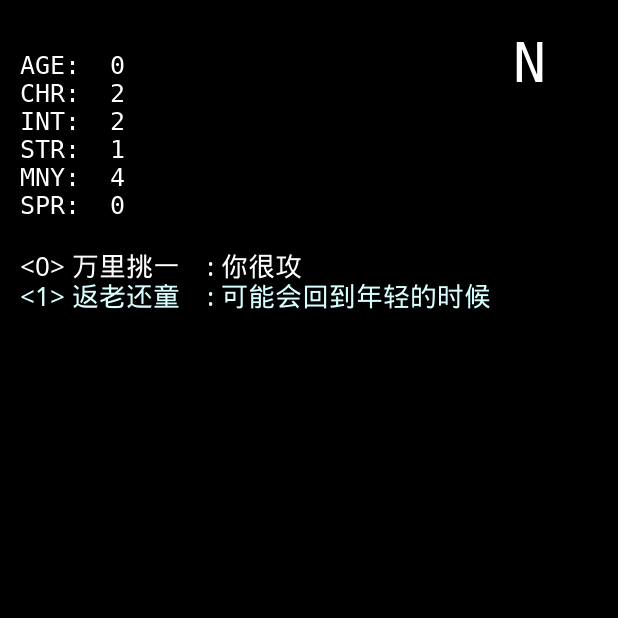 N
AGE: 0
CHR: 2
INT: 2
STR: 1
MNY: 4
SPR: 0
<0> 万里挑一 : 你很攻
<1> 返老还童 : 可能会回到年轻的时候